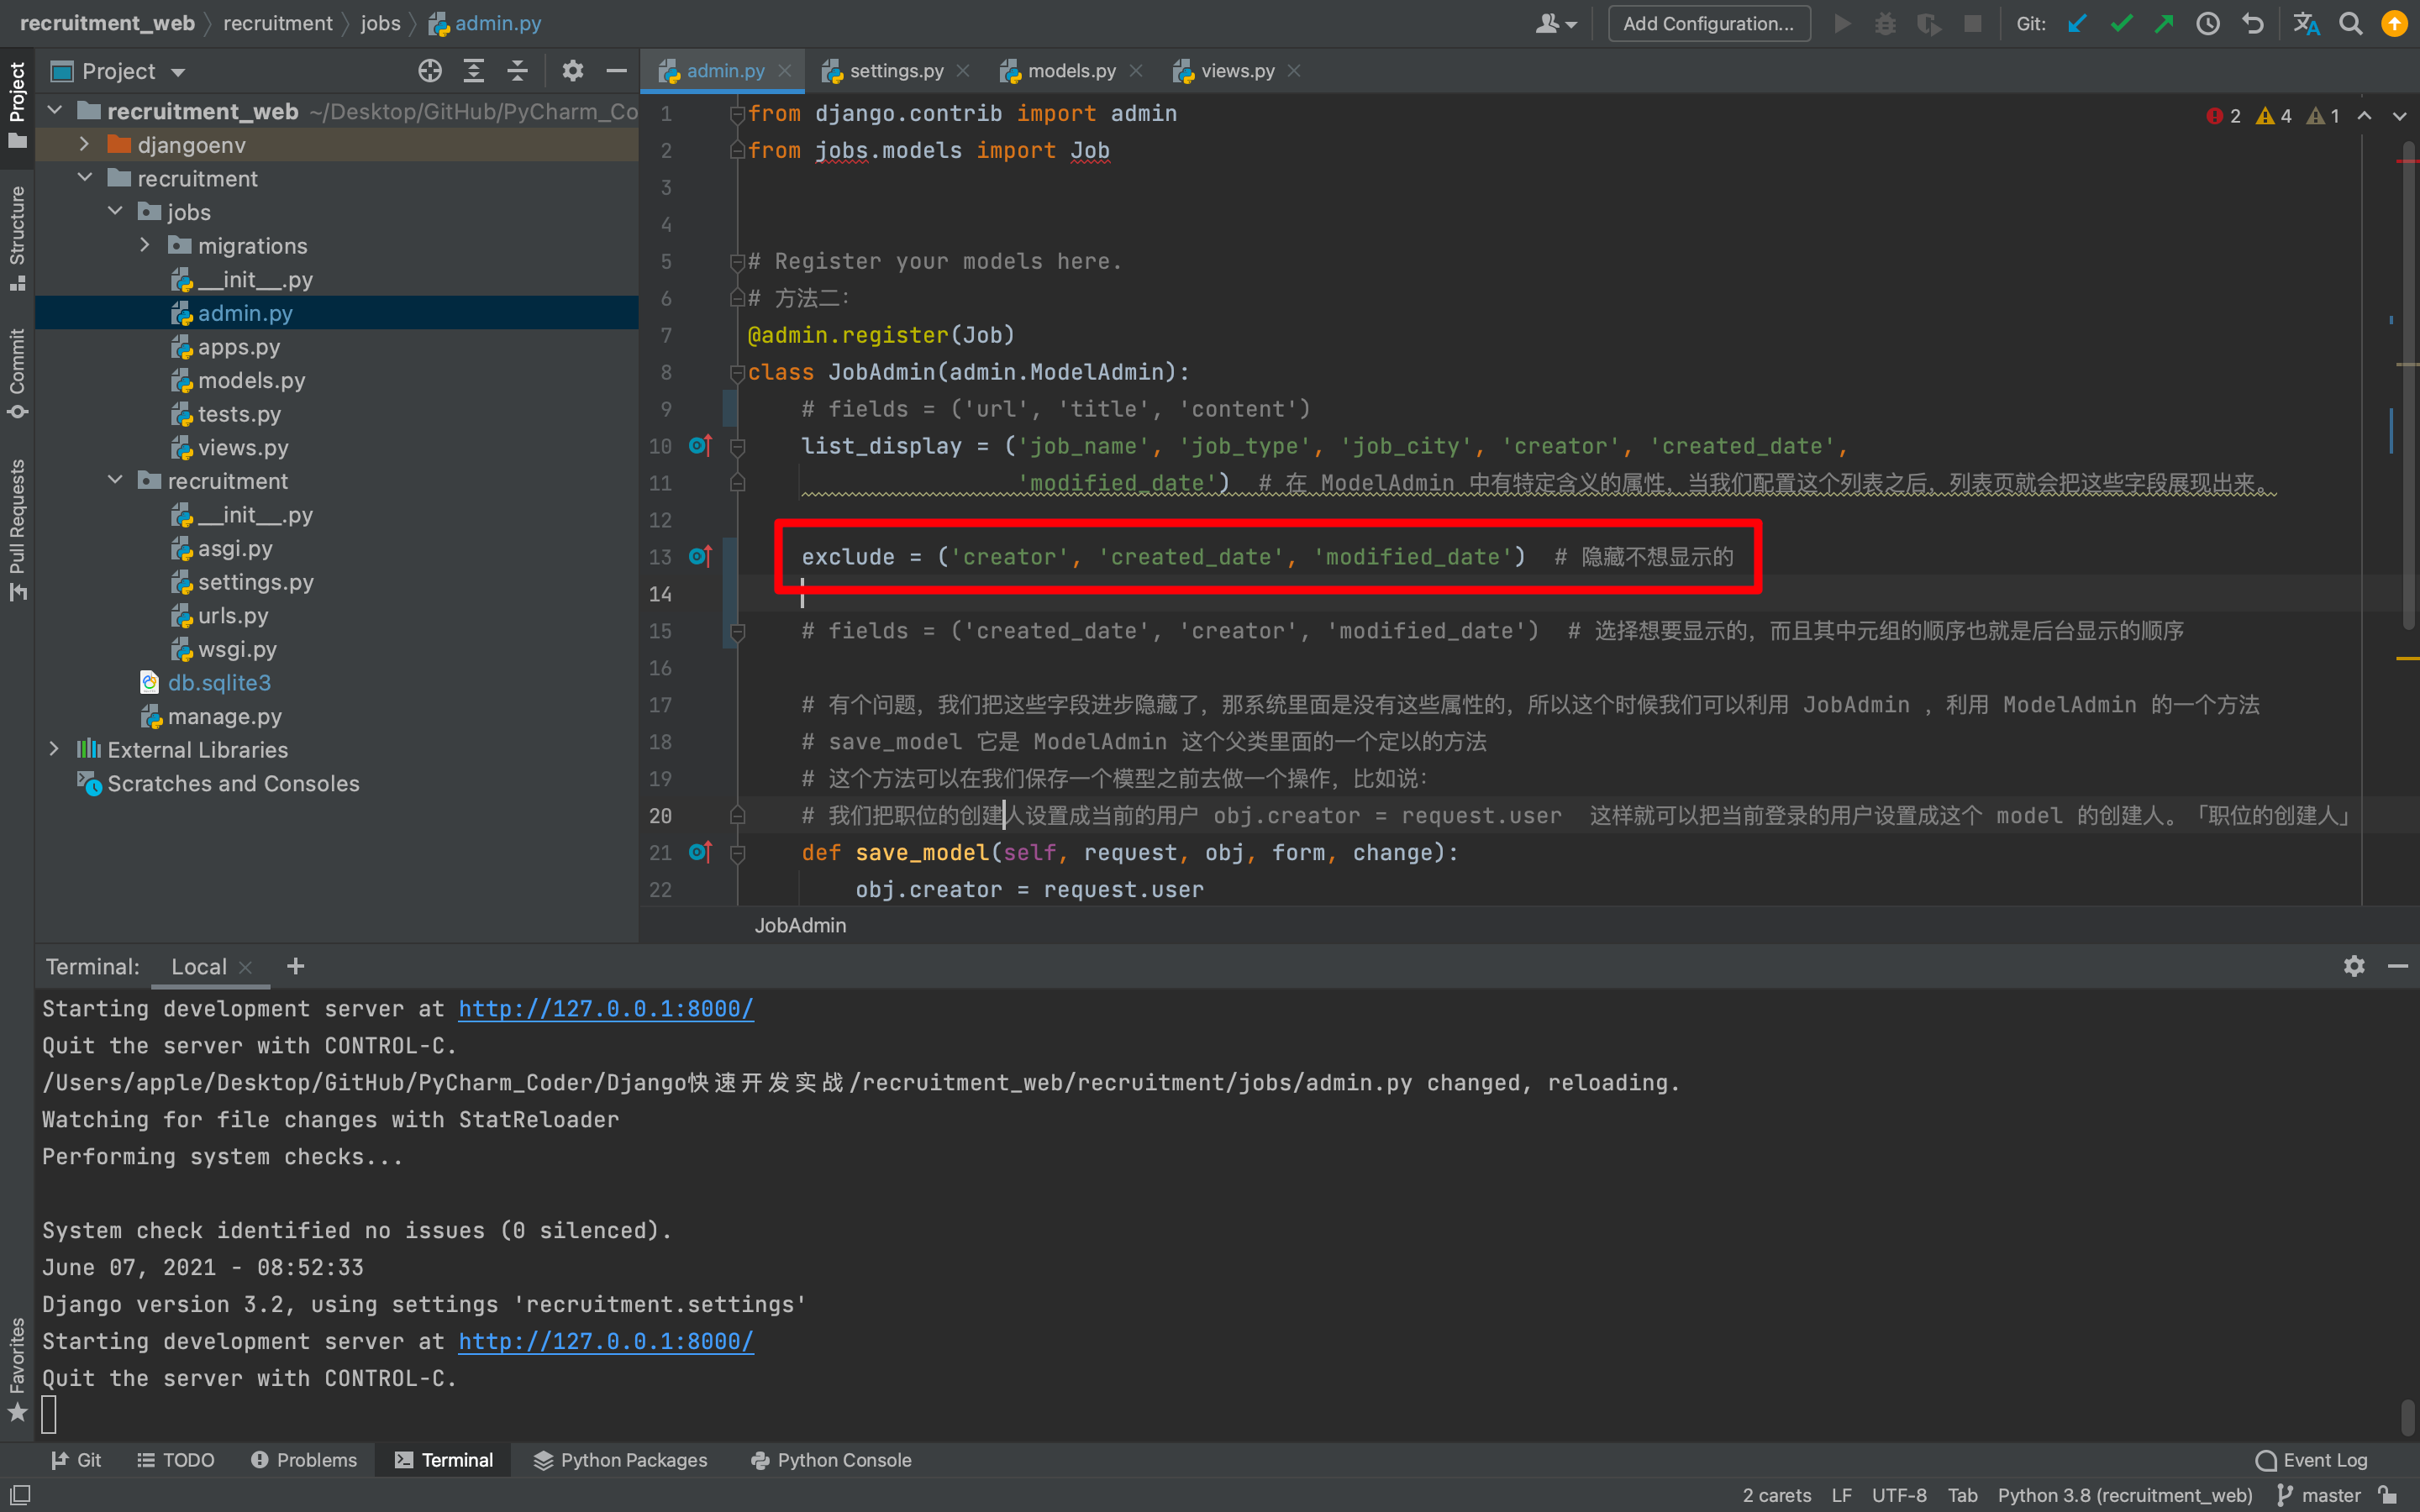 recruitment_web recruitment jobs admin.py Add Configuration... Git:
Project
admin.py settings.py models.py views.py
recruitment_web ~/Desktop/GitHub/PyCharm_Co
djangoenv
recruitment
jobs
migrations
__init__.py
admin.py
apps.py
models.py
tests.py
views.py
recruitment
__init__.py
asgi.py
settings.py
urls.py
wsgi.py
db.sqlite3
manage.py
External Libraries
Scratches and Consoles
Project
Structure
Commit
Pull Requests
Favorites
2 4 1
1 from django.contrib import admin
2 from jobs.models import Job
3
4
5 # Register your models here.
6 # 方法二：
7 @admin.register(Job)
8 class JobAdmin(admin.ModelAdmin):
9 # fields = ('url', 'title', 'content')
10 list_display = ('job_name', 'job_type', 'job_city', 'creator', 'created_date',
11 'modified_date') # 在 ModelAdmin 中有特定含义的属性，当我们配置这个列表之后，列表页就会把这些字段展现出来。
12
13 exclude = ('creator', 'created_date', 'modified_date') # 隐藏不想显示的
14
15 # fields = ('created_date', 'creator', 'modified_date') # 选择想要显示的，而且其中元组的顺序也就是后台显示的顺序
16
17 # 有个问题，我们把这些字段进步隐藏了，那系统里面是没有这些属性的，所以这个时候我们可以利用 JobAdmin ，利用 ModelAdmin 的一个方法
18 # save_model 它是 ModelAdmin 这个父类里面的一个定以的方法
19 # 这个方法可以在我们保存一个模型之前去做一个操作，比如说：
20 # 我们把职位的创建人设置成当前的用户 obj.creator = request.user 这样就可以把当前登录的用户设置成这个 model 的创建人。「职位的创建人」
21 def save_model(self, request, obj, form, change):
22 obj.creator = request.user
JobAdmin
Terminal: Local
Starting development server at http://127.0.0.1:8000/
Quit the server with CONTROL-C.
/Users/apple/Desktop/GitHub/PyCharm_Coder/Django快速开发实战/recruitment_web/recruitment/jobs/admin.py changed, reloading.
Watching for file changes with StatReloader
Performing system checks...
System check identified no issues (0 silenced).
June 07, 2021 - 08:52:33
Django version 3.2, using settings 'recruitment.settings'
Starting development server at http://127.0.0.1:8000/
Quit the server with CONTROL-C.
Git TODO Problems Terminal Python Packages Python Console Event Log
2 carets LF UTF-8 Tab Python 3.8 (recruitment_web) master